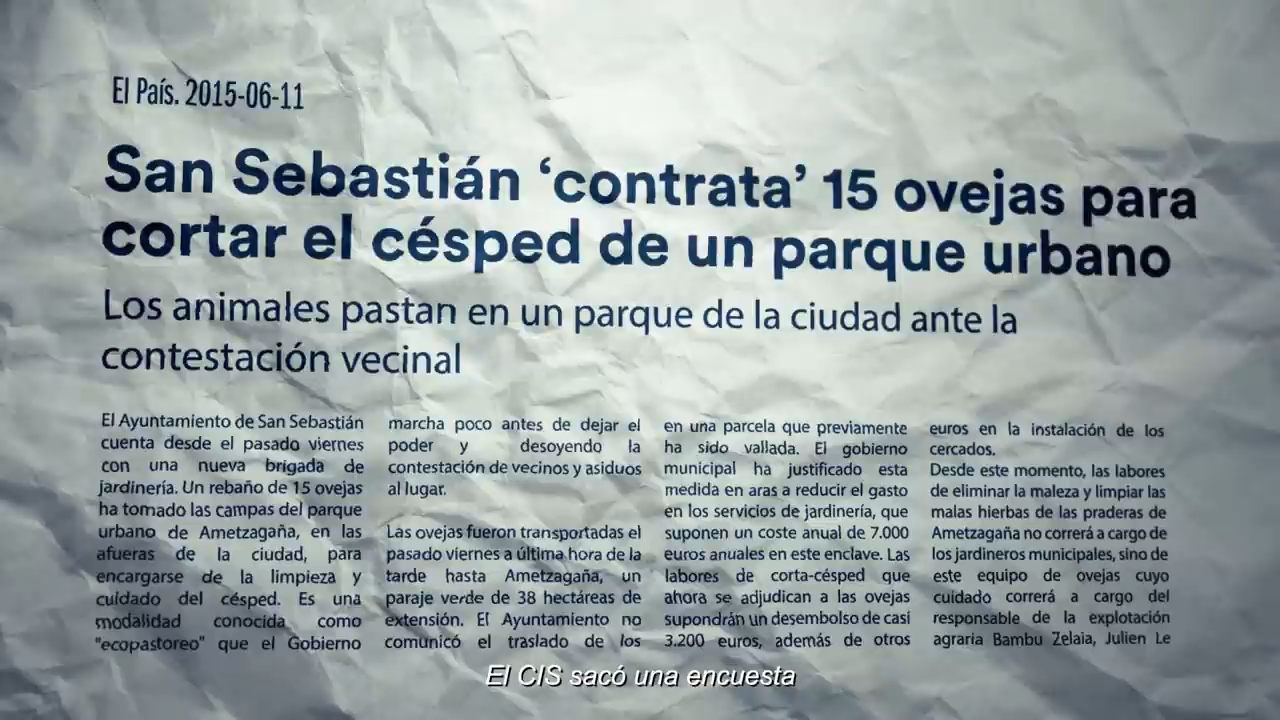 El País. 2015-06-11
San Sebastián ‘contrata’ 15 ovejas para
cortar el césped de un parque urbano
Los animales pastan en un parque de la ciudad ante la
contestación vecinal
El Ayuntamiento de San Sebastián
cuenta desde el pasado viernes
con una nueva brigada de
jardinería. Un rebaño de 15 ovejas
ha tomado las campas del parque
urbano de Ametzagaña, en las
afueras de la ciudad, para
encargarse de la limpieza y
cuidado del césped. Es una
modalidad conocida como
"ecopastoreo" que el Gobierno
marcha poco antes de dejar el
poder y desoyendo la
contestación de vecinos y asiduos
al lugar.
Las ovejas fueron transportadas el
pasado viernes a última hora de la
tarde hasta Ametzagaña, un
paraje verde de 38 hectáreas de
extensión. El Ayuntamiento no
comunicó el traslado de los
en una parcela que previamente
ha sido vallada. El gobierno
municipal ha justificado esta
medida en aras a reducir el gasto
en los servicios de jardinería, que
suponen un coste anual de 7.000
euros anuales en este enclave. Las
labores de corta-césped que
ahora se adjudican a las ovejas
supondrán un desembolso de casi
3.200 euros, además de otros
euros en la instalación de los
cercados.
Desde este momento, las labores
de eliminar la maleza y limpiar las
malas hierbas de las praderas de
Ametzagaña no correrá a cargo de
los jardineros municipales, sino de
este equipo de ovejas cuyo
cuidado correrá a cargo del
responsable de la explotación
agraria Bambu Zelaia, Julien Le
El CIS sacó una encuesta